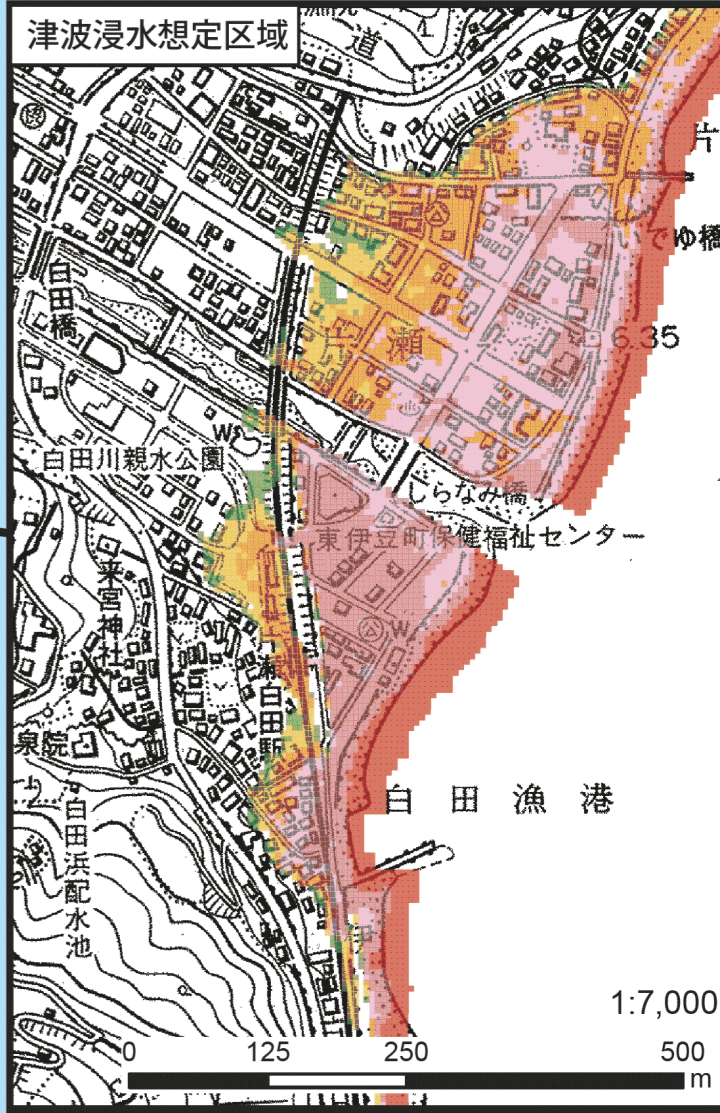 津波浸水想定区域
道
片
ゆ橋
白田橋
片瀬
6.35
W
白田川親水公園
しらなみ橋
東伊豆町保健福祉センター
来宮神社
W
白田駅
泉院
白田漁港
白田浜配水池
伊
1:7,000
0 125 250 500
m